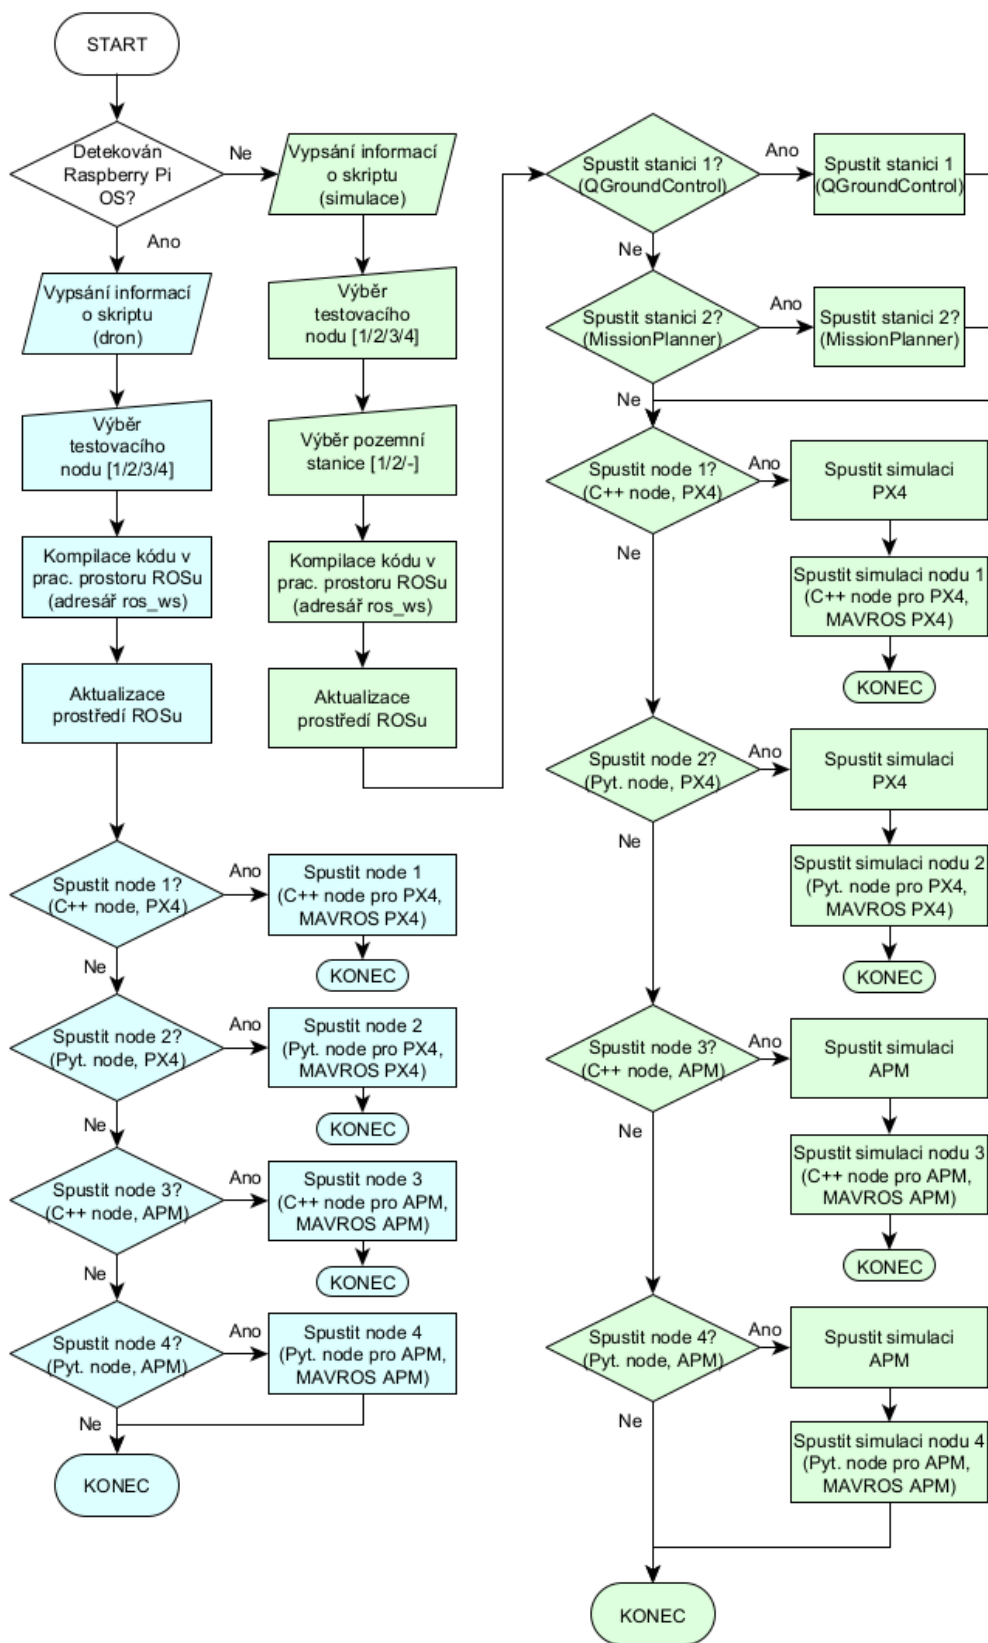 START
Detekován
Raspberry Pi
OS?
Ne
Ano
Vypsání informací
o skriptu
(dron)
Výběr
testovacího
nodu [1/2/3/4]
Kompilace kódu v
prac. prostoru ROSu
(adresář ros_ws)
Aktualizace
prostředí ROSu
Spustit node 1?
(C++ node, PX4)
Ano
Spustit node 1
(C++ node pro PX4,
MAVROS PX4)
KONEC
Ne
Spustit node 2?
(Pyt. node, PX4)
Ano
Spustit node 2
(Pyt. node pro PX4,
MAVROS PX4)
KONEC
Ne
Spustit node 3?
(C++ node, APM)
Ano
Spustit node 3
(C++ node pro APM,
MAVROS APM)
KONEC
Ne
Spustit node 4?
(Pyt. node, APM)
Ano
Spustit node 4
(Pyt. node pro APM,
MAVROS APM)
Ne
KONEC
Vypsání informací
o skriptu
(simulace)
Výběr
testovacího
nodu [1/2/3/4]
Výběr pozemní
stanice [1/2/-]
Kompilace kódu v
prac. prostoru ROSu
(adresář ros_ws)
Aktualizace
prostředí ROSu
Spustit stanici 1?
(QGroundControl)
Ano
Spustit stanici 1
(QGroundControl)
Ne
Spustit stanici 2?
(MissionPlanner)
Ano
Spustit stanici 2?
(MissionPlanner)
Ne
Spustit node 1?
(C++ node, PX4)
Ano
Spustit simulaci
PX4
Spustit simulaci nodu 1
(C++ node pro PX4,
MAVROS PX4)
KONEC
Ne
Spustit node 2?
(Pyt. node, PX4)
Ano
Spustit simulaci
PX4
Spustit simulaci nodu 2
(Pyt. node pro PX4,
MAVROS PX4)
KONEC
Ne
Spustit node 3?
(C++ node, APM)
Ano
Spustit simulaci
APM
Spustit simulaci nodu 3
(C++ node pro APM,
MAVROS APM)
KONEC
Ne
Spustit node 4?
(Pyt. node, APM)
Ano
Spustit simulaci
APM
Spustit simulaci nodu 4
(Pyt. node pro APM,
MAVROS APM)
Ne
KONEC